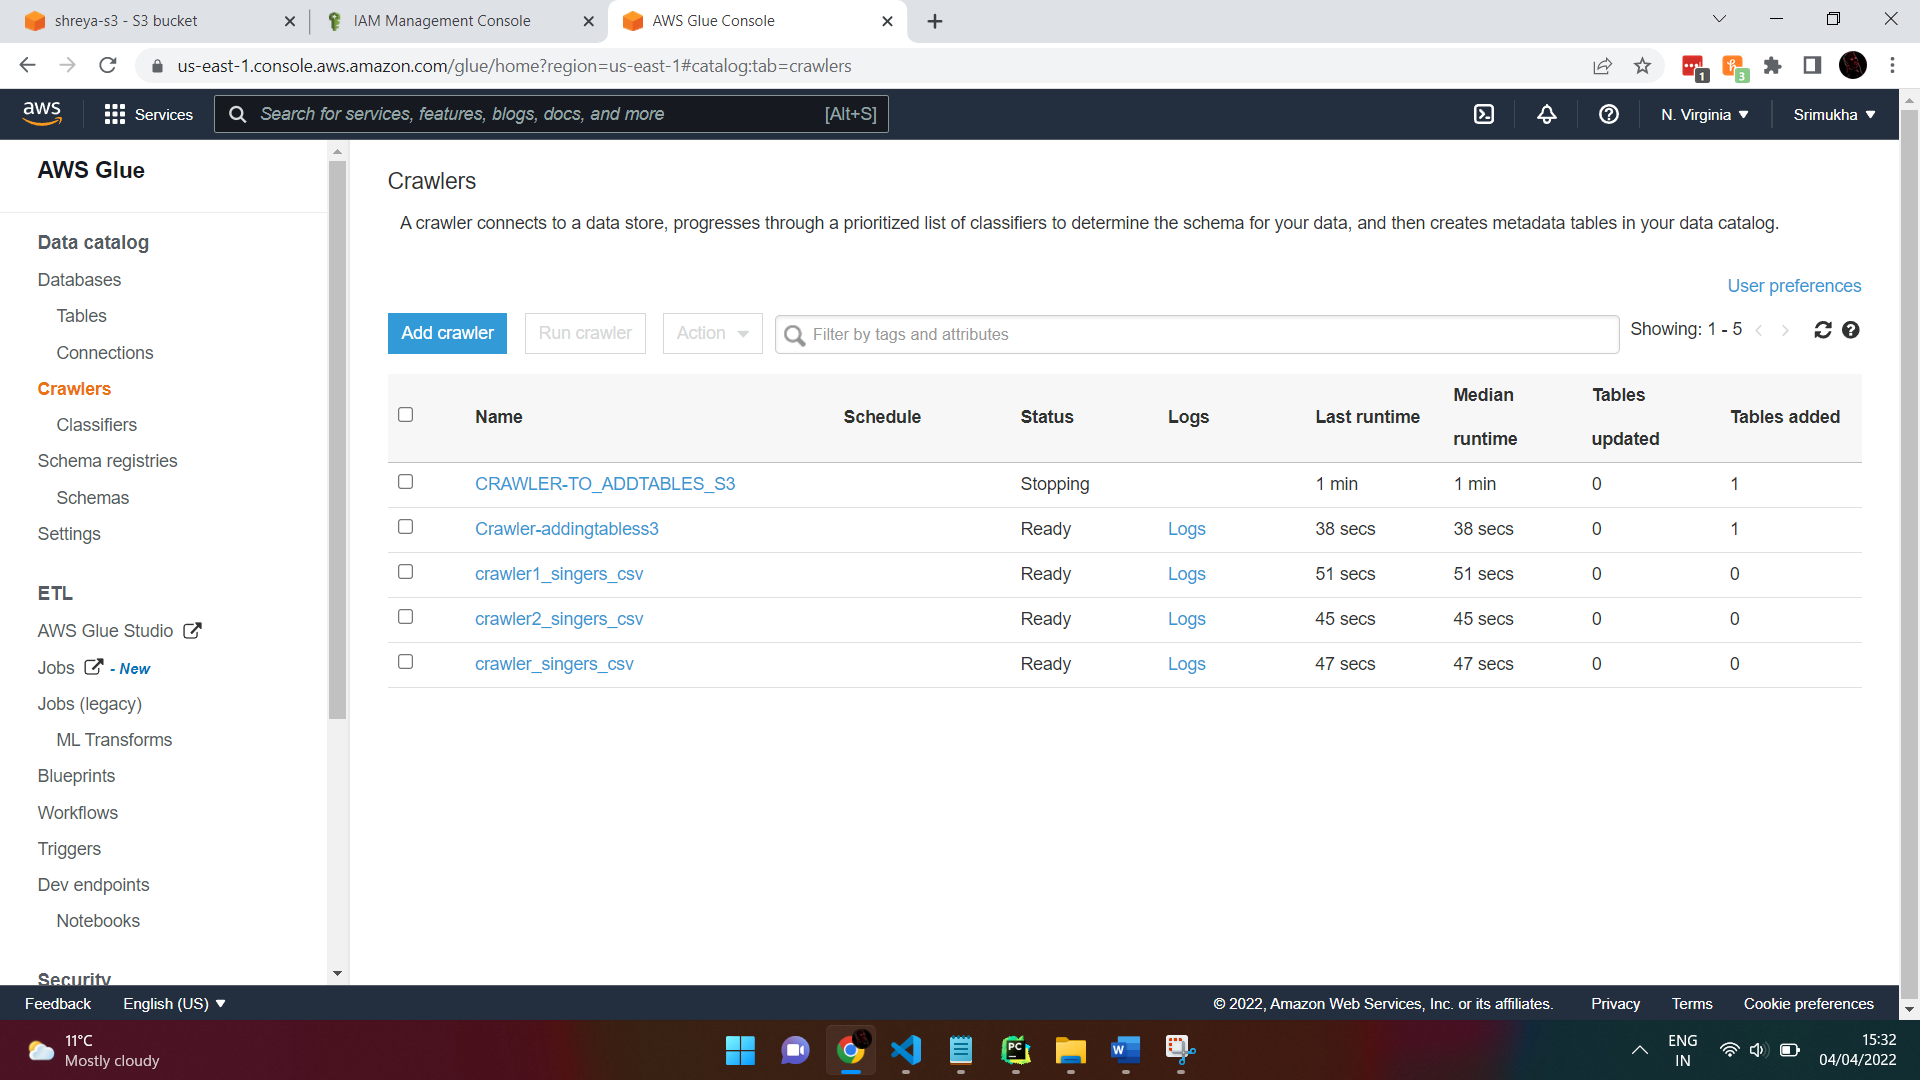 shreya-s3 - S3 bucket
IAM Management Console
AWS Glue Console
us-east-1.console.aws.amazon.com/glue/home?region=us-east-1#catalog:tab=crawlers
1
3
aws
Services
Search for services, features, blogs, docs, and more
[Alt+S]
N. Virginia
Srimukha
AWS Glue
Data catalog
Databases
Tables
Connections
Crawlers
Classifiers
Schema registries
Schemas
Settings
ETL
AWS Glue Studio
Jobs - New
Jobs (legacy)
ML Transforms
Blueprints
Workflows
Triggers
Dev endpoints
Notebooks
Security
Crawlers
A crawler connects to a data store, progresses through a prioritized list of classifiers to determine the schema for your data, and then creates metadata tables in your data catalog.
User preferences
Add crawler
Run crawler
Action
Filter by tags and attributes
Showing: 1 - 5
Name Schedule Status Logs Last runtime Median runtime Tables updated Tables added
CRAWLER-TO_ADDTABLES_S3 Stopping 1 min 1 min 0 1
Crawler-addingtabless3 Ready Logs 38 secs 38 secs 0 1
crawler1_singers_csv Ready Logs 51 secs 51 secs 0 0
crawler2_singers_csv Ready Logs 45 secs 45 secs 0 0
crawler_singers_csv Ready Logs 47 secs 47 secs 0 0
Feedback
English (US)
© 2022, Amazon Web Services, Inc. or its affiliates.
Privacy
Terms
Cookie preferences
11°C
Mostly cloudy
PC
W
ENG
IN
15:32
04/04/2022